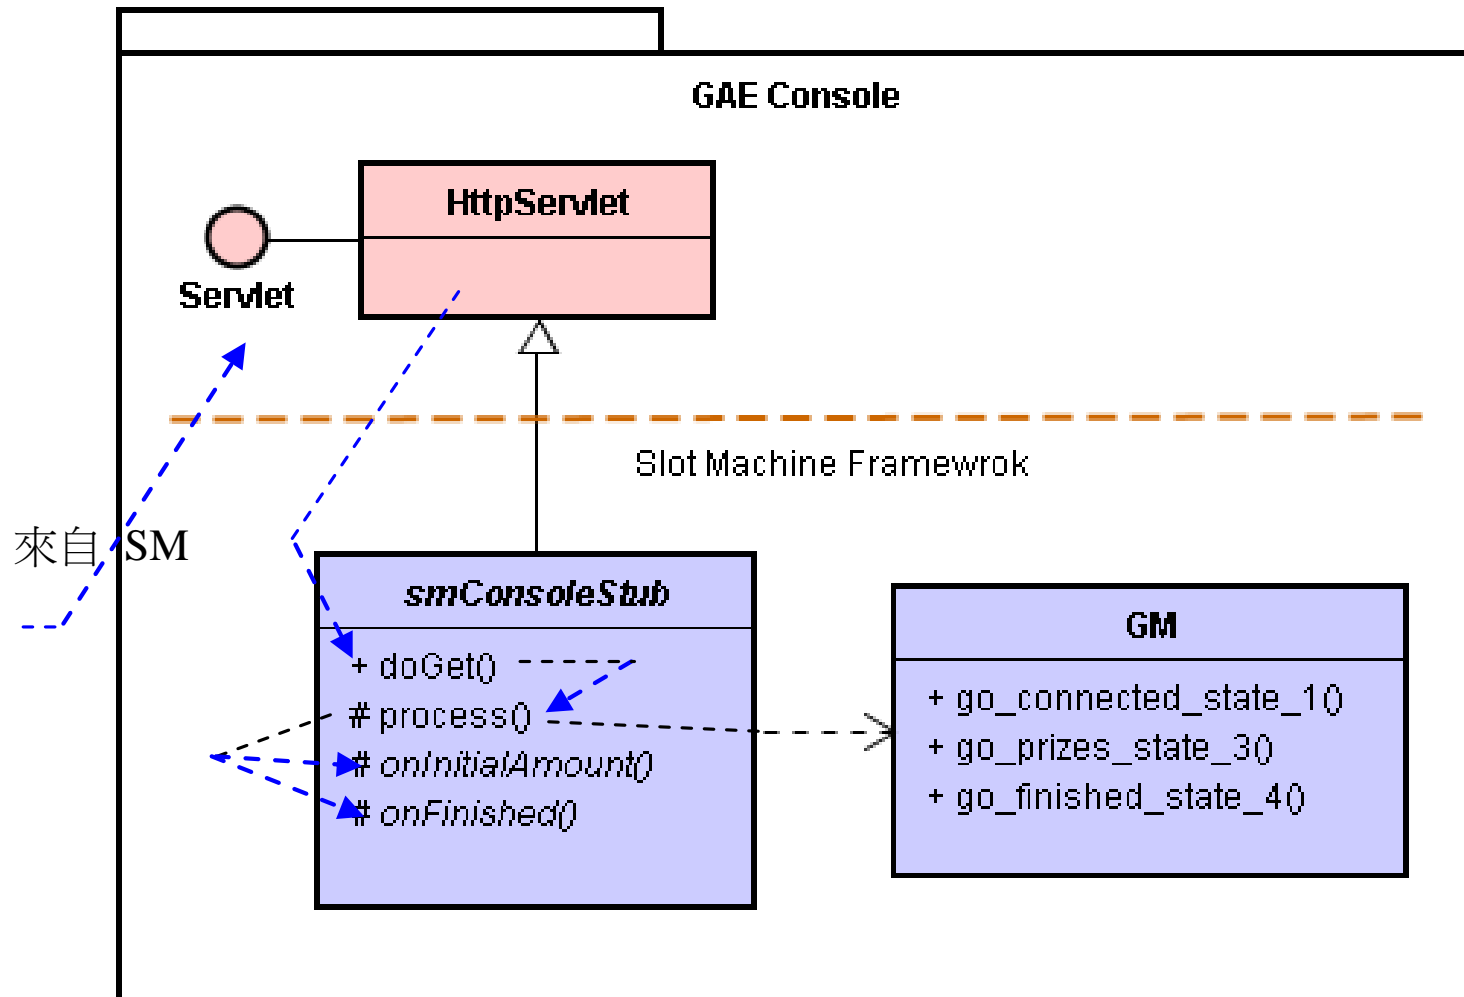 GAE Console
HttpServlet
Servlet
Slot Machine Framewrok
來自 SM
smConsoleStub
+ doGet()
# process()
# onInitialAmount()
# onFinished()
GM
+ go_connected_state_1()
+ go_prizes_state_3()
+ go_finished_state_4()